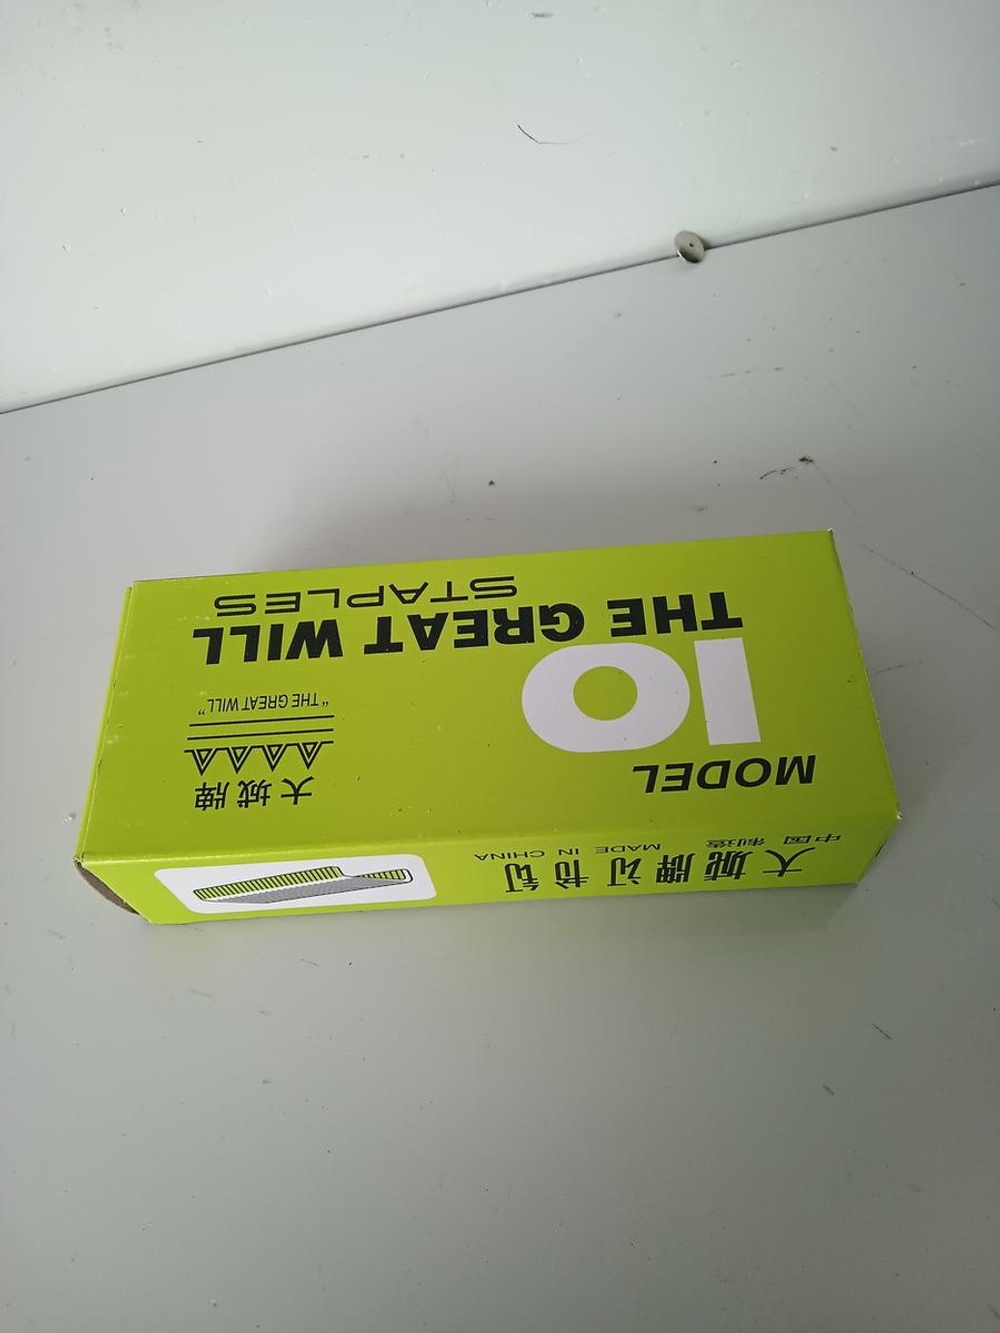 MODEL
10
THE GREAT WILL
STAPLES
大城牌
"THE GREAT WILL"
大城牌订书钉
中国 制造 MADE IN CHINA